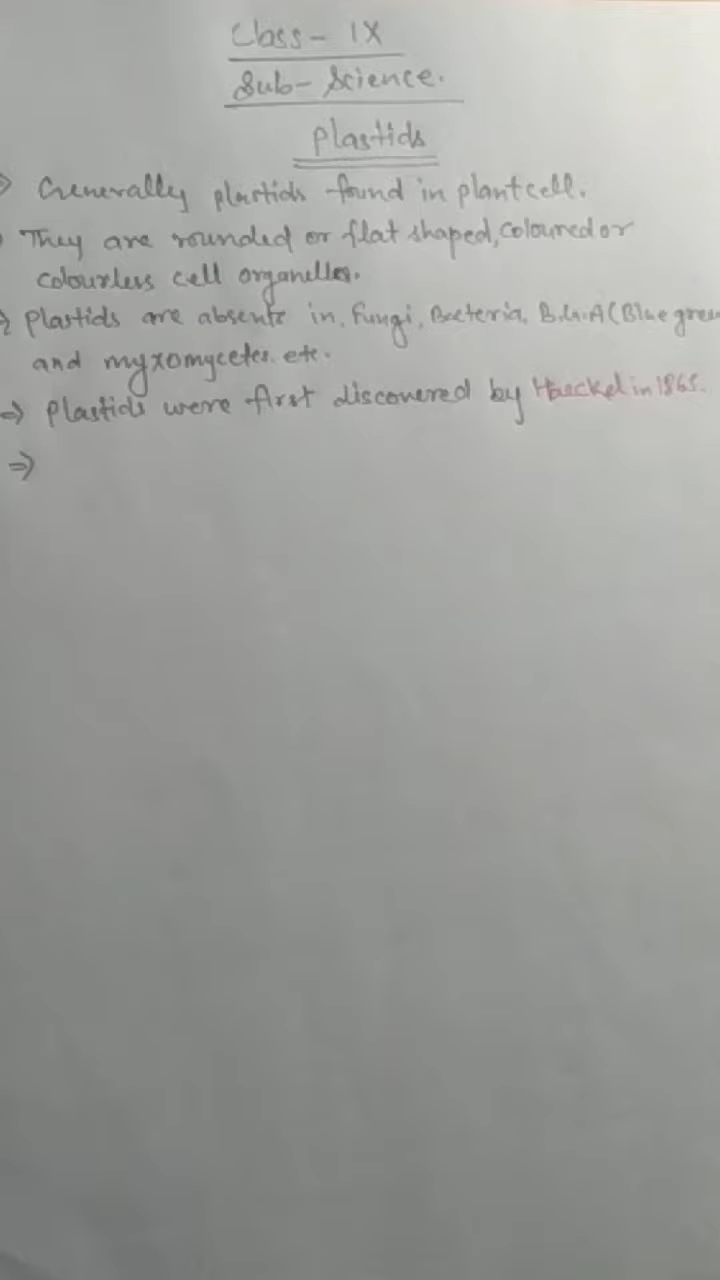 Class - IX
Sub - Science.
Plastids
Generally plastids found in plant cell.
They are rounded or flat shaped, coloured or
colourless cell organelles.
Plastids are absent in, Fungi, Bacteria, B.G.A (Blue green
and myxomycetes. etc.
⇒ Plastids were first discovered by Haeckel in 1865.
⇒